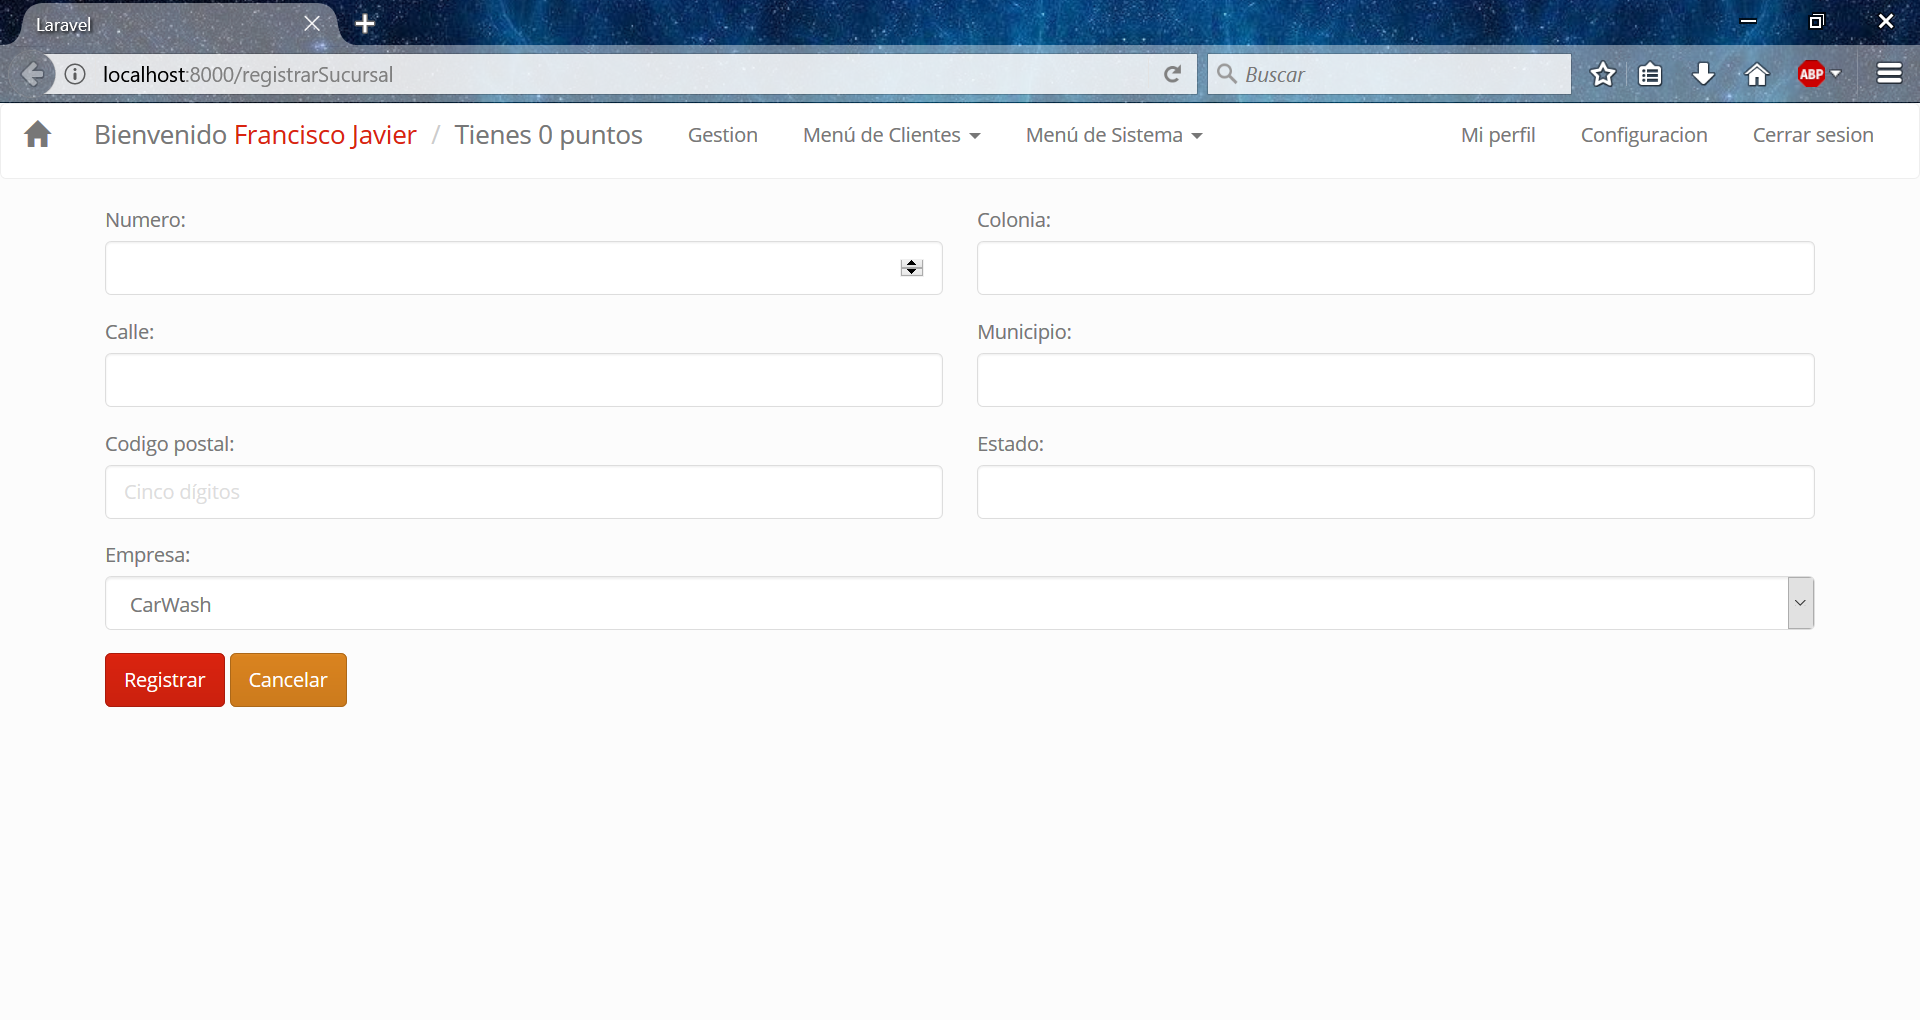 Laravel
localhost:8000/registrarSucursal
Buscar
ABP
Bienvenido Francisco Javier / Tienes 0 puntos Gestion Menú de Clientes Menú de Sistema Mi perfil Configuracion Cerrar sesion
Numero: Colonia:
Calle: Municipio:
Codigo postal: Estado:
Cinco dígitos
Empresa:
CarWash
Registrar Cancelar